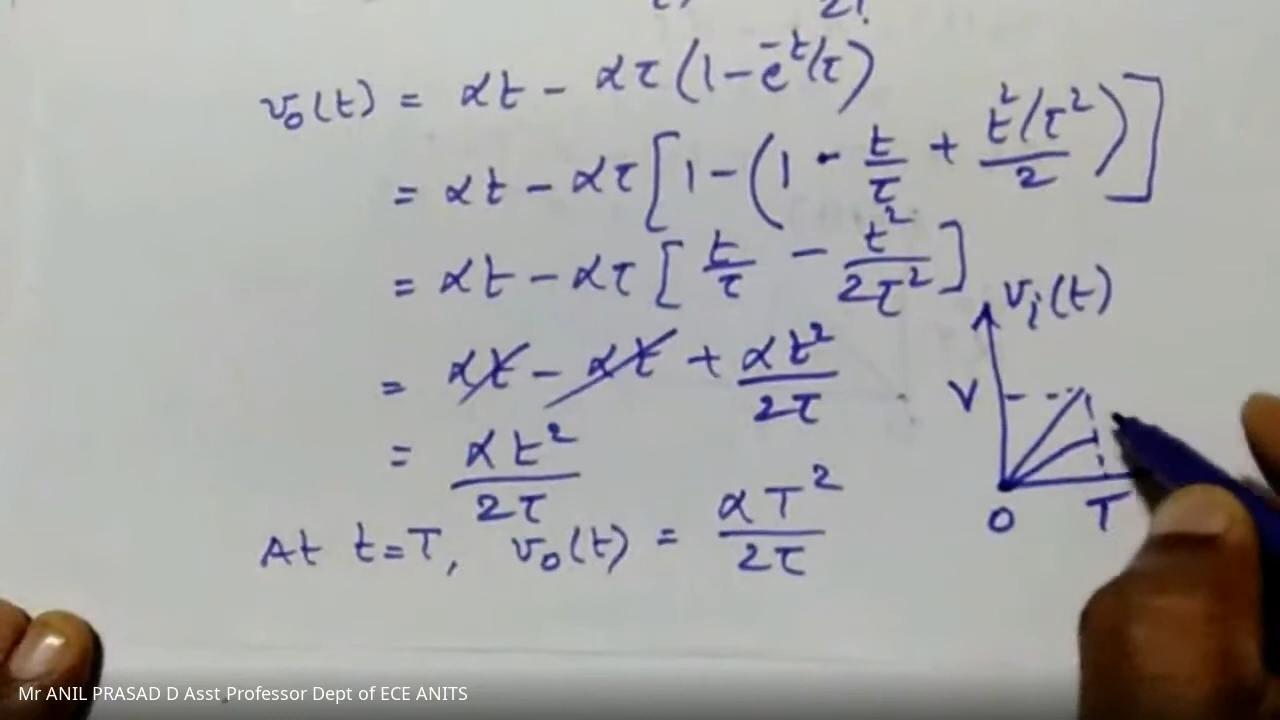 2!
v₀(t) = αt - ατ(1-e^-t/τ)
= αt - ατ[1-(1 - t/τ + (t²/τ²)/2)]
= αt - ατ[t/τ - t²/2τ²]
= αt - αt + αt²/2τ
= αt²/2τ
At t=T, v₀(t) = αT²/2τ
vᵢ(t)
V
0 T
Mr ANIL PRASAD D Asst Professor Dept of ECE ANITS